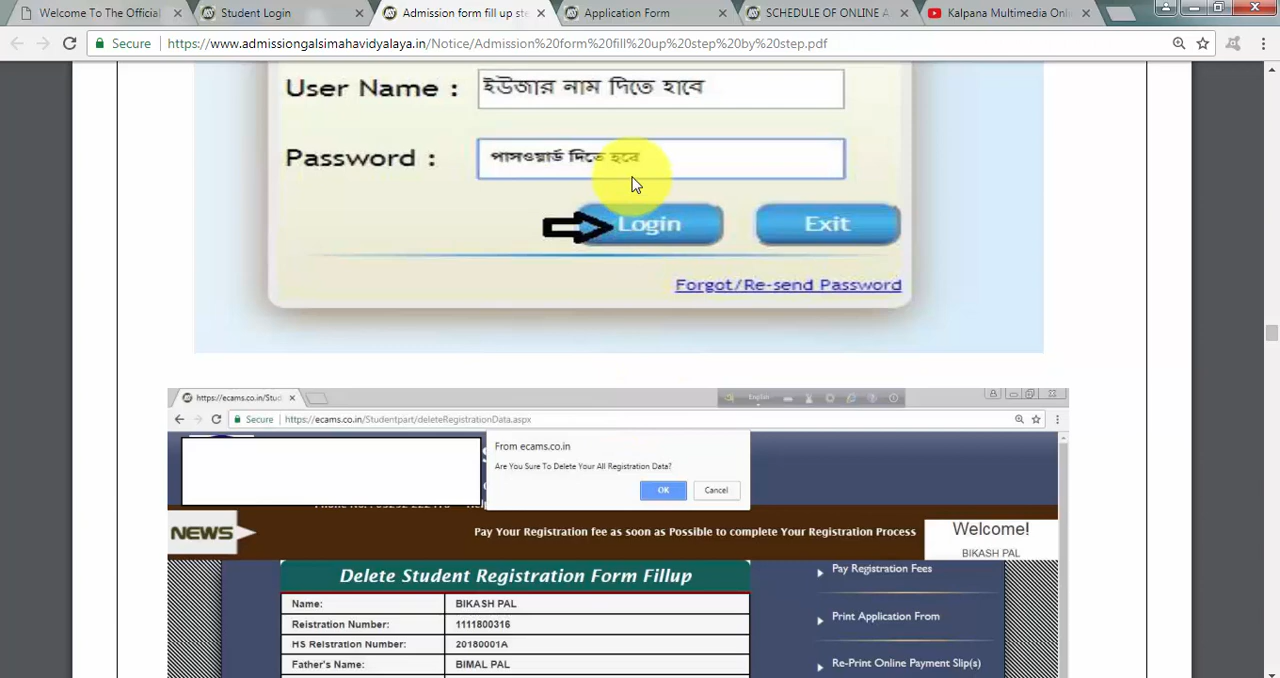 Welcome To The Official
Student Login
Admission form fill up ste
Application Form
SCHEDULE OF ONLINE A
Kalpana Multimedia Onl
Secure
https://www.admissiongalsimahavidyalaya.in/Notice/Admission%20form%20fill%20up%20step%20by%20step.pdf
User Name : ইউজার নাম দিতে হাবে
Password : পাসওয়ার্ড দিতে হবে
Login Exit
Forgot/Re-send Password
https://ecams.co.in/Stud
English
Secure https://ecams.co.in/Studentpart/deleteRegistrationData.aspx
From ecams.co.in
Are You Sure To Delete Your All Registration Data?
OK Cancel
NEWS
Pay Your Registration fee as soon as Possible to complete Your Registration Process
Welcome!
BIKASH PAL
Delete Student Registration Form Fillup
Pay Registration Fees
Name: BIKASH PAL
Reistration Number: 1111800316
Print Application From
HS Relstration Number: 20180001A
Father's Name: BIMAL PAL
Re-Print Online Payment Slip(s)